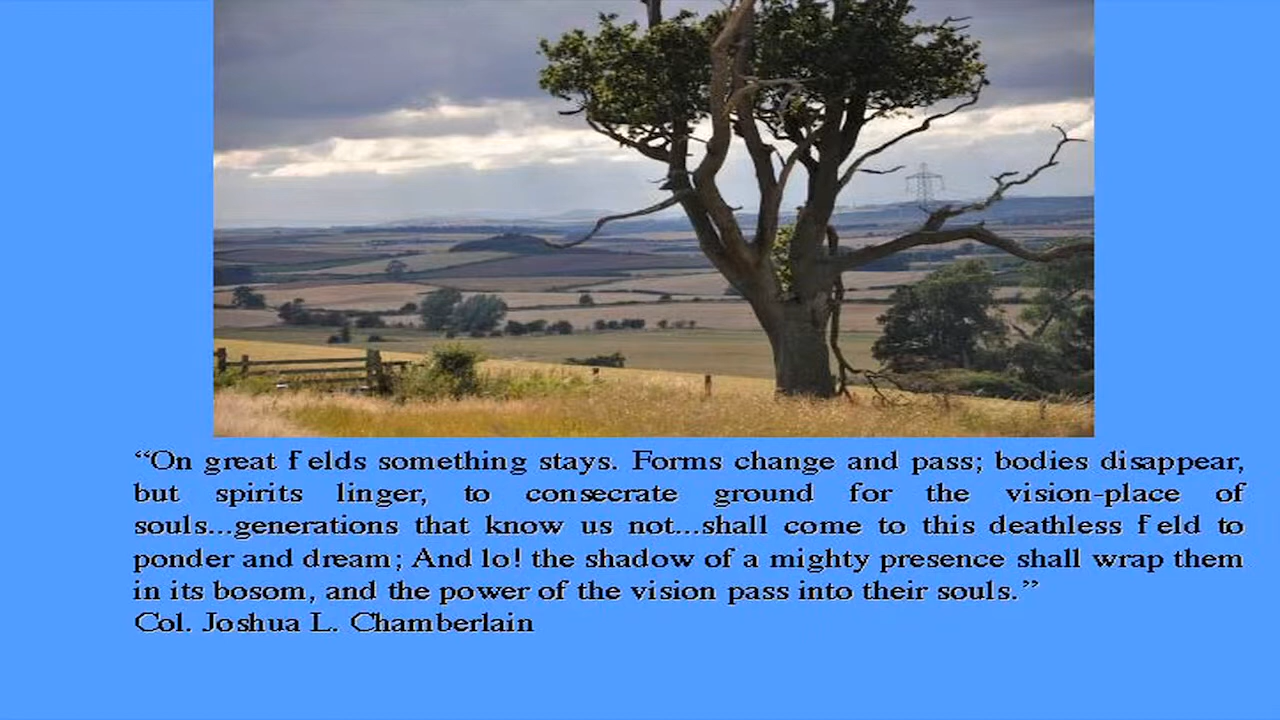 “On great f elds something stays. Forms change and pass; bodies disappear,
but spirits linger, to consecrate ground for the vision-place of
souls...generations that know us not...shall come to this deathless f eld to
ponder and dream; And lo! the shadow of a mighty presence shall wrap them
in its bosom, and the power of the vision pass into their souls.”
Col. Joshua L. Chamberlain